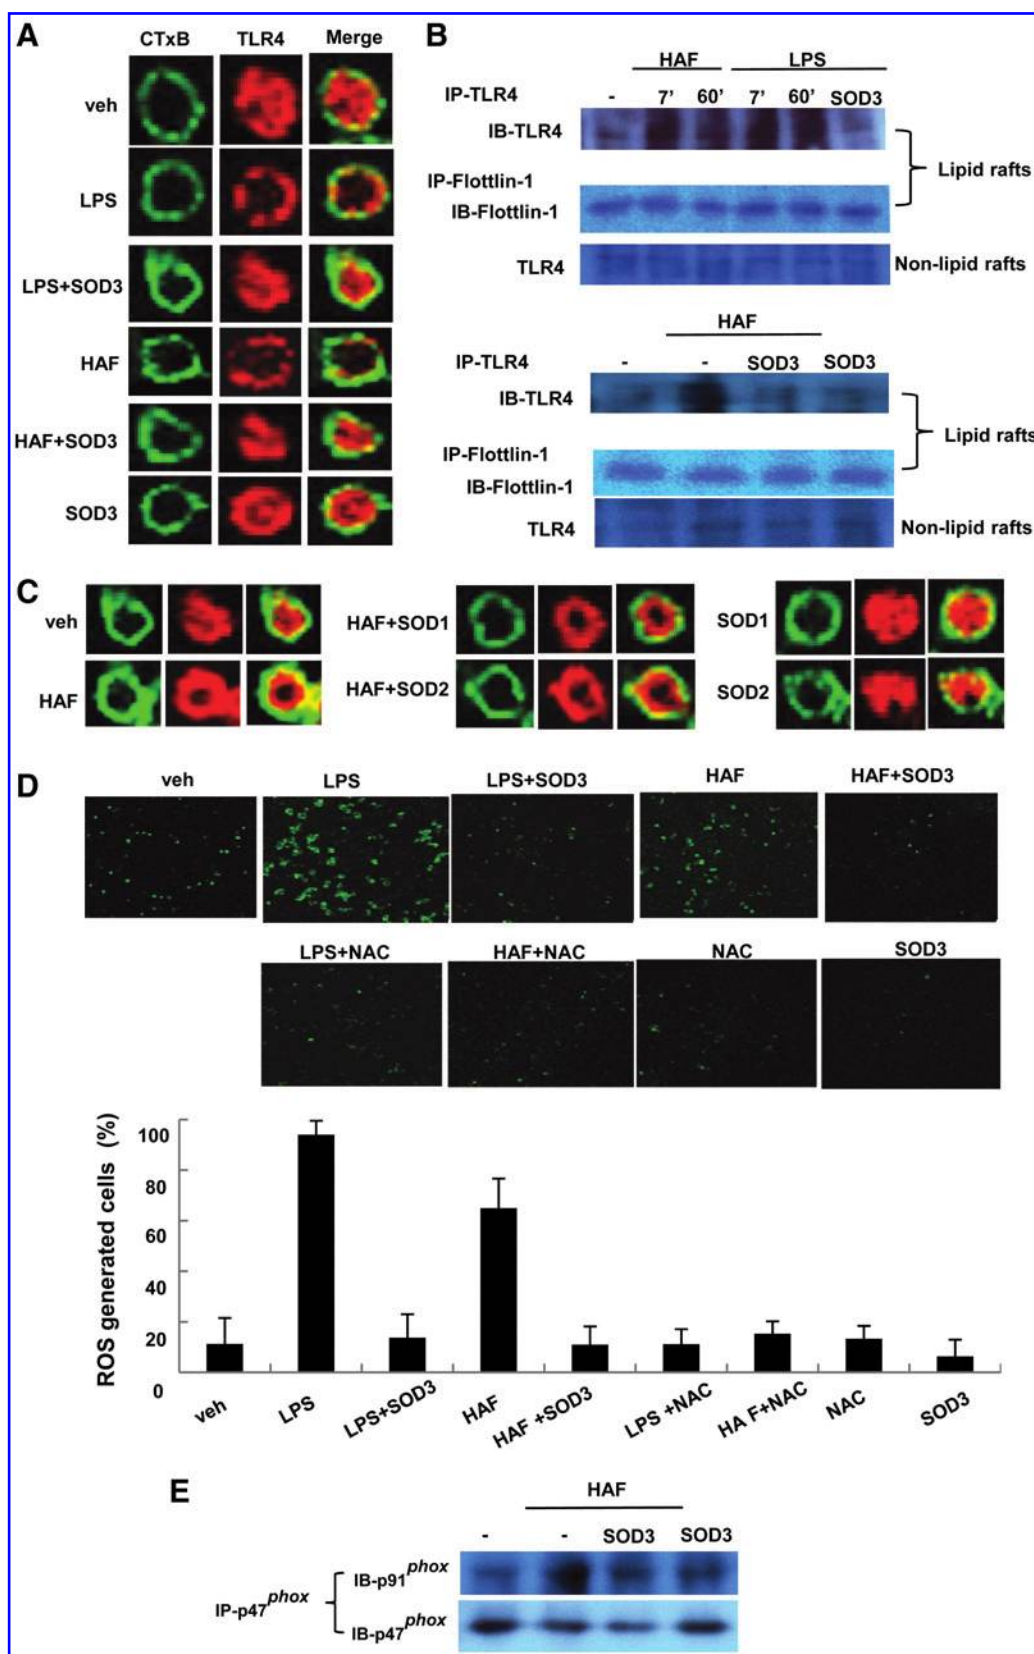 A
CTxB TLR4 Merge
veh
LPS
LPS+SOD3
HAF
HAF+SOD3
SOD3
B
HAF LPS
IP-TLR4 - 7' 60' 7' 60' SOD3
IB-TLR4
Lipid rafts
IP-Flottlin-1
IB-Flottlin-1
TLR4 Non-lipid rafts
HAF
IP-TLR4 - - SOD3 SOD3
IB-TLR4
Lipid rafts
IP-Flottlin-1
IB-Flottlin-1
TLR4 Non-lipid rafts
C
veh HAF+SOD1 SOD1
HAF HAF+SOD2 SOD2
D
veh LPS LPS+SOD3 HAF HAF+SOD3
LPS+NAC HAF+NAC NAC SOD3
ROS generated cells (%)
100
80
60
40
20
0
veh LPS LPS+SOD3 HAF HAF +SOD3 LPS +NAC HA F+NAC NAC SOD3
E
HAF
- - SOD3 SOD3
IB-p91phox
IP-p47phox
IB-p47phox